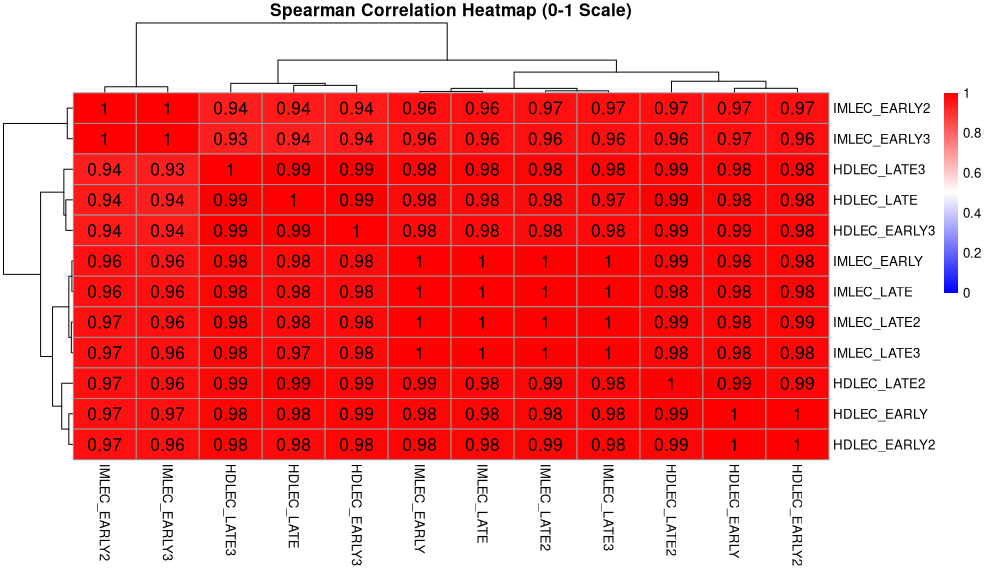 Spearman Correlation Heatmap (0-1 Scale)
1 1 0.94 0.94 0.94 0.96 0.96 0.97 0.97 0.97 0.97 0.97 IMLEC_EARLY2
1 1 0.93 0.94 0.94 0.96 0.96 0.96 0.96 0.96 0.97 0.96 IMLEC_EARLY3
0.94 0.93 1 0.99 0.99 0.98 0.98 0.98 0.98 0.99 0.98 0.98 HDLEC_LATE3
0.94 0.94 0.99 1 0.99 0.98 0.98 0.98 0.97 0.99 0.98 0.98 HDLEC_LATE
0.94 0.94 0.99 0.99 1 0.98 0.98 0.98 0.98 0.99 0.99 0.98 HDLEC_EARLY3
0.96 0.96 0.98 0.98 0.98 1 1 1 1 0.99 0.98 0.98 IMLEC_EARLY
0.96 0.96 0.98 0.98 0.98 1 1 1 1 0.98 0.98 0.98 IMLEC_LATE
0.97 0.96 0.98 0.98 0.98 1 1 1 1 0.99 0.98 0.99 IMLEC_LATE2
0.97 0.96 0.98 0.97 0.98 1 1 1 1 0.98 0.98 0.98 IMLEC_LATE3
0.97 0.96 0.99 0.99 0.99 0.99 0.98 0.99 0.98 1 0.99 0.99 HDLEC_LATE2
0.97 0.97 0.98 0.98 0.99 0.98 0.98 0.98 0.98 0.99 1 1 HDLEC_EARLY
0.97 0.96 0.98 0.98 0.98 0.98 0.98 0.99 0.98 0.99 1 1 HDLEC_EARLY2
IMLEC_EARLY2
IMLEC_EARLY3
HDLEC_LATE3
HDLEC_LATE
HDLEC_EARLY3
IMLEC_EARLY
IMLEC_LATE
IMLEC_LATE2
IMLEC_LATE3
HDLEC_LATE2
HDLEC_EARLY
HDLEC_EARLY2
1
0.8
0.6
0.4
0.2
0